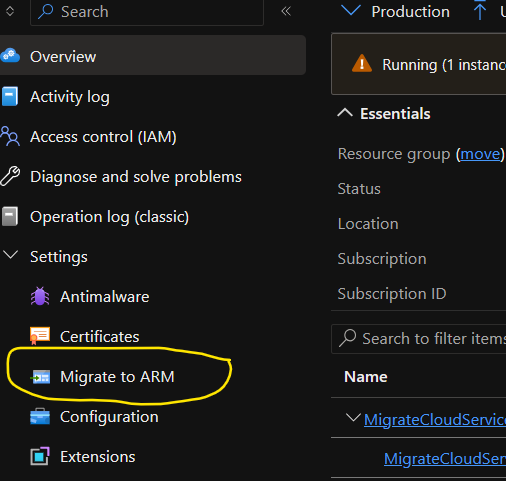 Search
Overview
Activity log
Access control (IAM)
Diagnose and solve problems
Operation log (classic)
Settings
Antimalware
Certificates
Migrate to ARM
Configuration
Extensions
Production
Running (1 instance
Essentials
Resource group (move)
Status
Location
Subscription
Subscription ID
Search to filter items
Name
MigrateCloudService
MigrateCloudSer